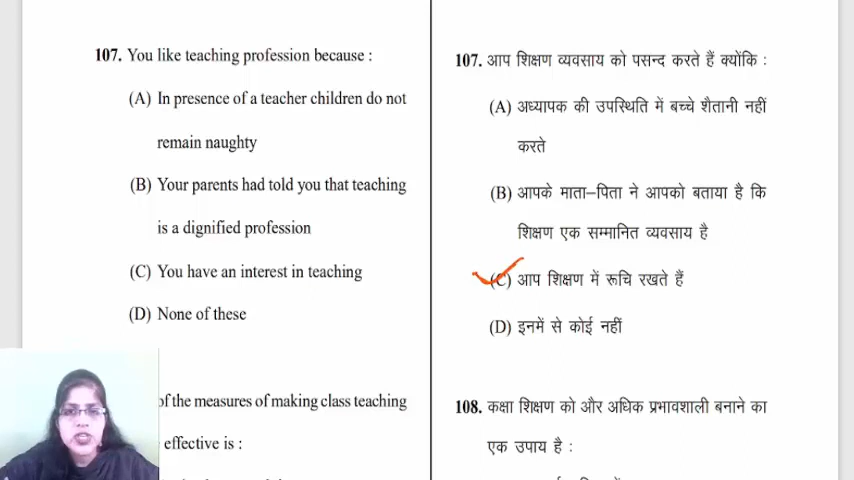 107. You like teaching profession because :
(A) In presence of a teacher children do not
remain naughty
(B) Your parents had told you that teaching
is a dignified profession
(C) You have an interest in teaching
(D) None of these
of the measures of making class teaching
effective is :
107. आप शिक्षण व्यवसाय को पसन्द करते हैं क्योंकि :
(A) अध्यापक की उपस्थिति में बच्चे शैतानी नहीं
करते
(B) आपके माता–पिता ने आपको बताया है कि
शिक्षण एक सम्मानित व्यवसाय है
(C) आप शिक्षण में रूचि रखते हैं
(D) इनमें से कोई नहीं
108. कक्षा शिक्षण को और अधिक प्रभावशाली बनाने का
एक उपाय है :